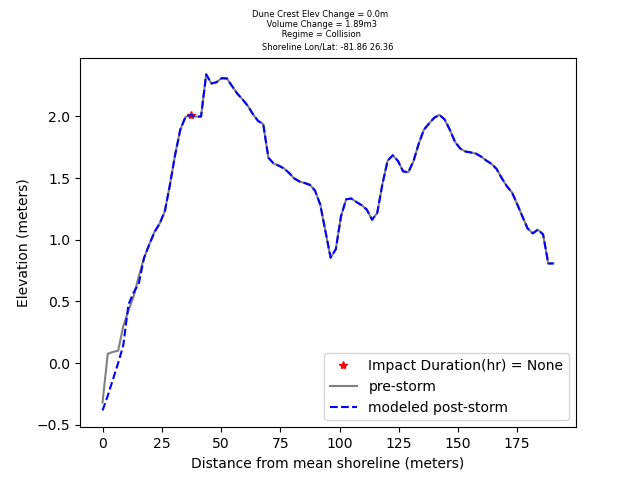 Dune Crest Elev Change = 0.0m
Volume Change = 1.89m3
Regime = Collision
Shoreline Lon/Lat: -81.86 26.36
2.0
1.5
1.0
0.5
0.0
−0.5
Elevation (meters)
Impact Duration(hr) = None
pre-storm
modeled post-storm
0 25 50 75 100 125 150 175
Distance from mean shoreline (meters)